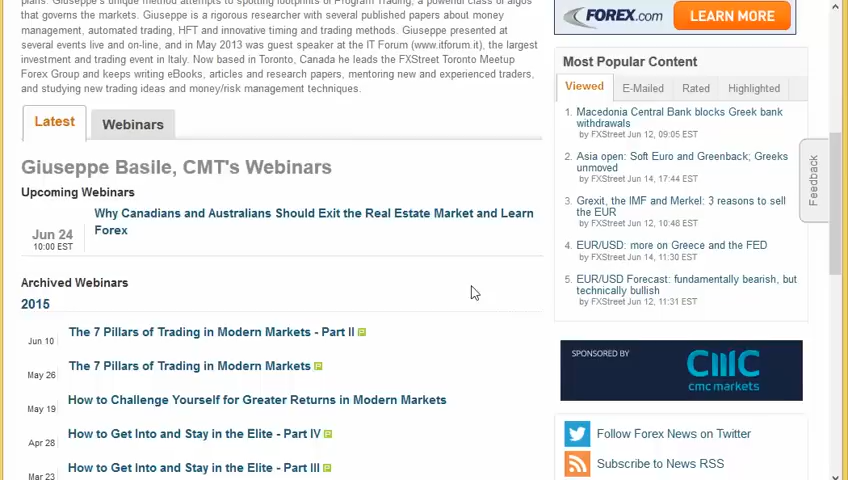 plans. Giuseppe's unique method attempts to spotting footprints of Program Trading, a powerful class of algos
that governs the markets. Giuseppe is a rigorous researcher with several published papers about money
management, automated trading, HFT and innovative timing and trading methods. Giuseppe presented at
several events live and on-line, and in May 2013 was guest speaker at the IT Forum (www.itforum.it), the largest
investment and trading event in Italy. Now based in Toronto, Canada he leads the FXStreet Toronto Meetup
Forex Group and keeps writing eBooks, articles and research papers, mentoring new and experienced traders,
and studying new trading ideas and money/risk management techniques.
Latest
Webinars
Giuseppe Basile, CMT's Webinars
Upcoming Webinars
Jun 24
10:00 EST
Why Canadians and Australians Should Exit the Real Estate Market and Learn
Forex
Archived Webinars
2015
Jun 10
The 7 Pillars of Trading in Modern Markets - Part II
May 26
The 7 Pillars of Trading in Modern Markets
May 19
How to Challenge Yourself for Greater Returns in Modern Markets
Apr 28
How to Get Into and Stay in the Elite - Part IV
Mar 23
How to Get Into and Stay in the Elite - Part III
FOREX.com
LEARN MORE
Most Popular Content
Viewed
E-Mailed
Rated
Highlighted
1. Macedonia Central Bank blocks Greek bank
withdrawals
by FXStreet Jun 12, 09:05 EST
2. Asia open: Soft Euro and Greenback; Greeks
unmoved
by FXStreet Jun 14, 17:44 EST
3. Grexit, the IMF and Merkel: 3 reasons to sell
the EUR
by FXStreet Jun 12, 10:48 EST
4. EUR/USD: more on Greece and the FED
by FXStreet Jun 14, 11:30 EST
5. EUR/USD Forecast: fundamentally bearish, but
technically bullish
by FXStreet Jun 12, 11:31 EST
SPONSORED BY
cmc
cmc markets
Follow Forex News on Twitter
Subscribe to News RSS
Feedback